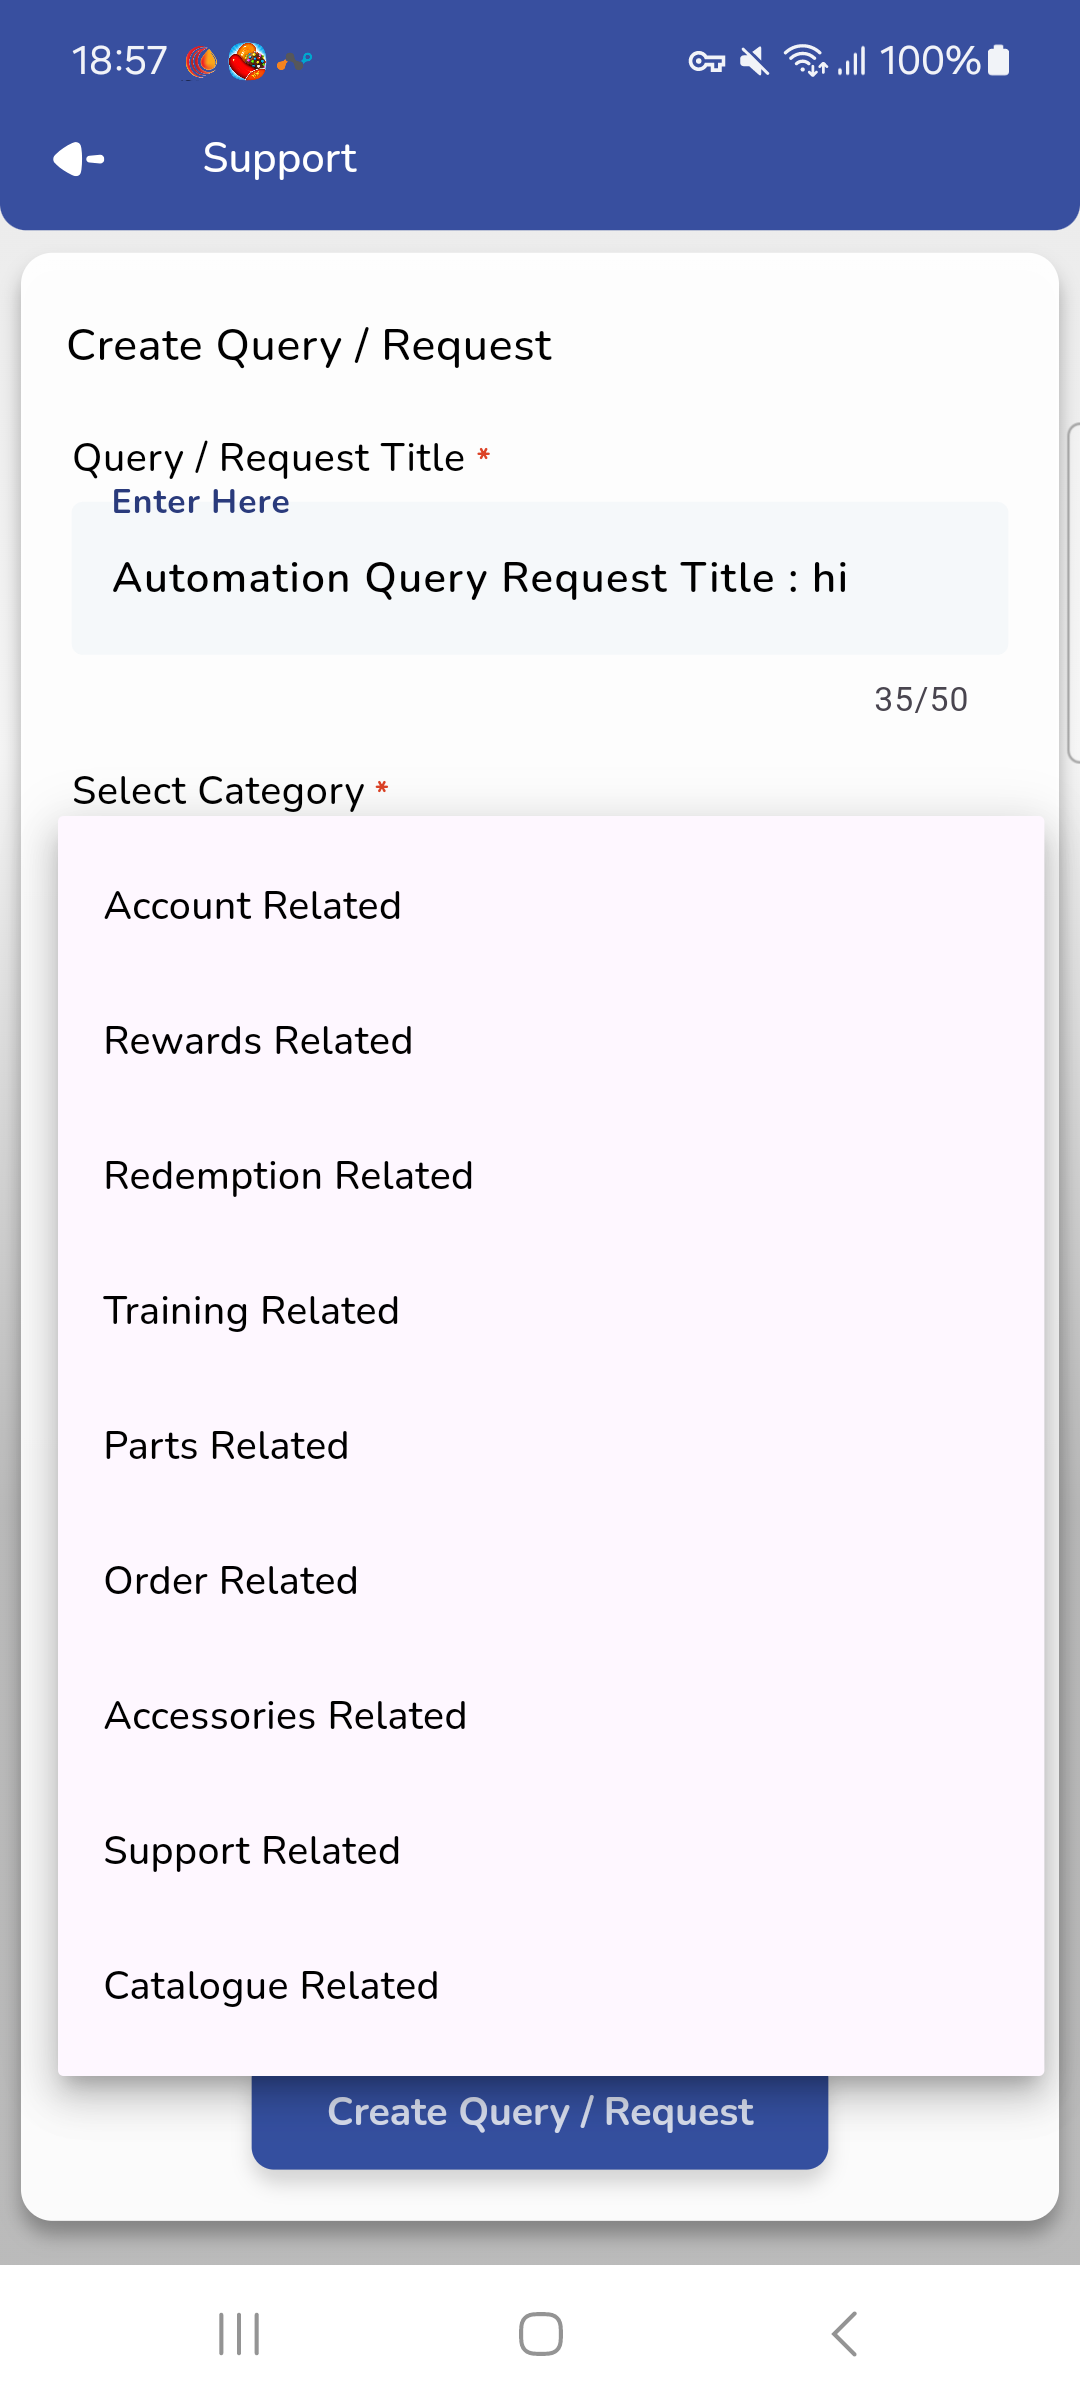 18:57
100%
Support
Create Query / Request
Query / Request Title *
Enter Here
Automation Query Request Title : hi
35/50
Select Category *
Account Related
Rewards Related
Redemption Related
Training Related
Parts Related
Order Related
Accessories Related
Support Related
Catalogue Related
Create Query / Request